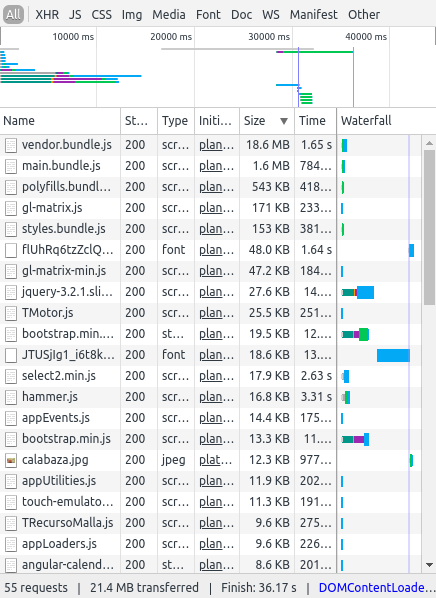 All XHR JS CSS Img Media Font Doc WS Manifest Other
10000 ms 20000 ms 30000 ms 40000 ms
Name St... Type Initi... Size Time Waterfall
vendor.bundle.js 200 scr... plan... 18.6 MB 1.65 s
main.bundle.js 200 scr... plan... 1.6 MB 784...
polyfills.bund... 200 scr... plan... 543 KB 418...
gl-matrix.js 200 scr... plan... 171 KB 233...
styles.bundle.js 200 scr... plan... 153 KB 381...
flUhRq6tzZclQ... 200 font plan... 48.0 KB 1.64 s
gl-matrix-min.js 200 scr... plan... 47.2 KB 184...
jquery-3.2.1.sli... 200 scr... plan... 27.6 KB 14....
TMotor.js 200 scr... plan... 25.5 KB 251...
bootstrap.min.... 200 st... plan... 19.5 KB 12....
JTUSjIg1_i6t8k... 200 font plan... 18.6 KB 13....
select2.min.js 200 scr... plan... 17.9 KB 2.63 s
hammer.js 200 scr... plan... 16.8 KB 3.31 s
appEvents.js 200 scr... plan... 14.4 KB 175...
bootstrap.min.js 200 scr... plan... 13.3 KB 11....
calabaza.jpg 200 jpeg plat... 12.3 KB 977...
appUtilities.js 200 scr... plan... 11.9 KB 202...
touch-emulato... 200 scr... plan... 11.3 KB 191...
TRecursoMalla.js 200 scr... plan... 9.6 KB 275...
appLoaders.js 200 scr... plan... 9.6 KB 226...
angular-calend... 200 st... plan... 8.6 KB 201...
55 requests | 21.4 MB transferred | Finish: 36.17 s | DOMContentLoade...